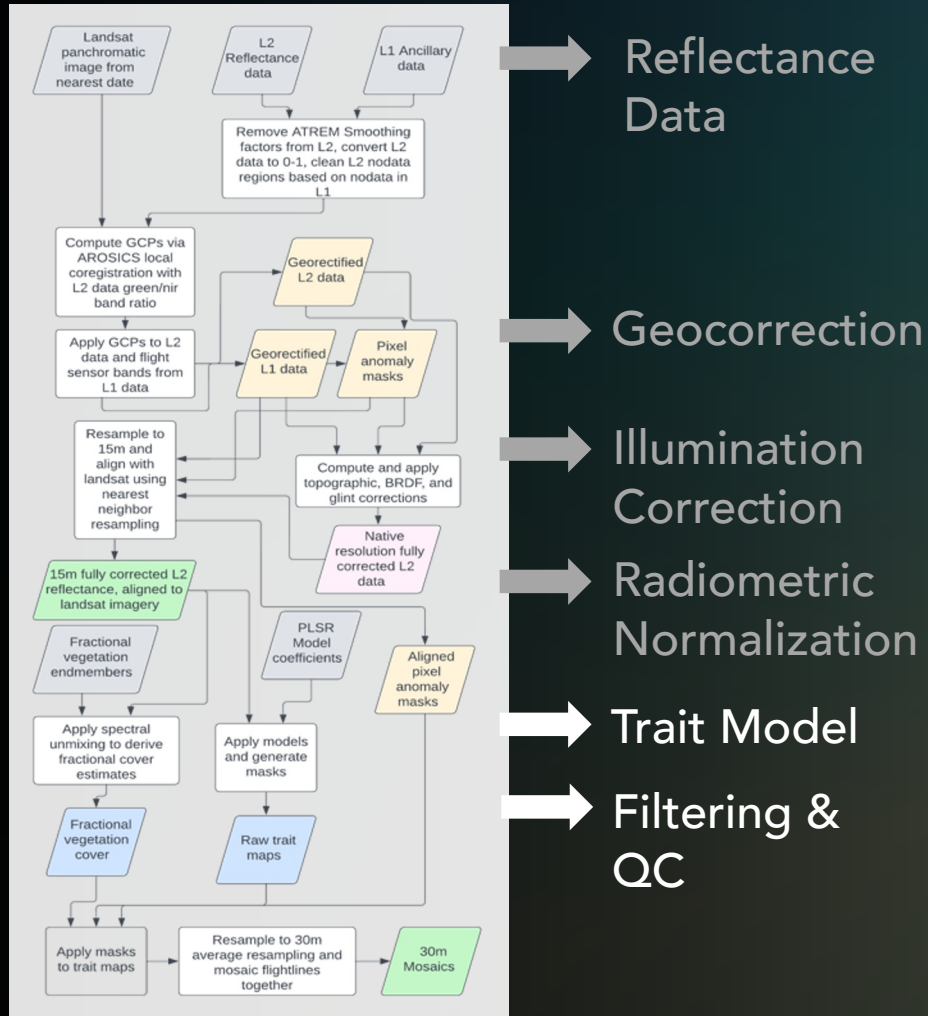 Landsat
panchromatic
image from
nearest date
L2
Reflectance
data
L1 Ancillary
data
Remove ATREM Smoothing
factors from L2, convert L2
data to 0-1, clean L2 nodata
regions based on nodata in
L1
Compute GCPs via
AROSICS local
coregistration with
L2 data green/nir
band ratio
Georectified
L2 data
Apply GCPs to L2
data and flight
sensor bands from
L1 data
Georectified
L1 data
Pixel
anomaly
masks
Resample to
15m and
align with
landsat using
nearest
neighbor
resampling
Compute and apply
topographic, BRDF, and
glint corrections
Native
resolution fully
corrected L2
data
15m fully corrected L2
reflectance, aligned to
landsat imagery
Fractional
vegetation
endmembers
PLSR
Model
coefficients
Aligned
pixel
anomaly
masks
Apply spectral
unmixing to derive
fractional cover
estimates
Apply models
and generate
masks
Fractional
vegetation
cover
Raw trait
maps
Apply masks
to trait maps
Resample to 30m
average resampling and
mosaic flightlines
together
30m
Mosaics
Reflectance
Data
Geocorrection
Illumination
Correction
Radiometric
Normalization
Trait Model
Filtering &
QC